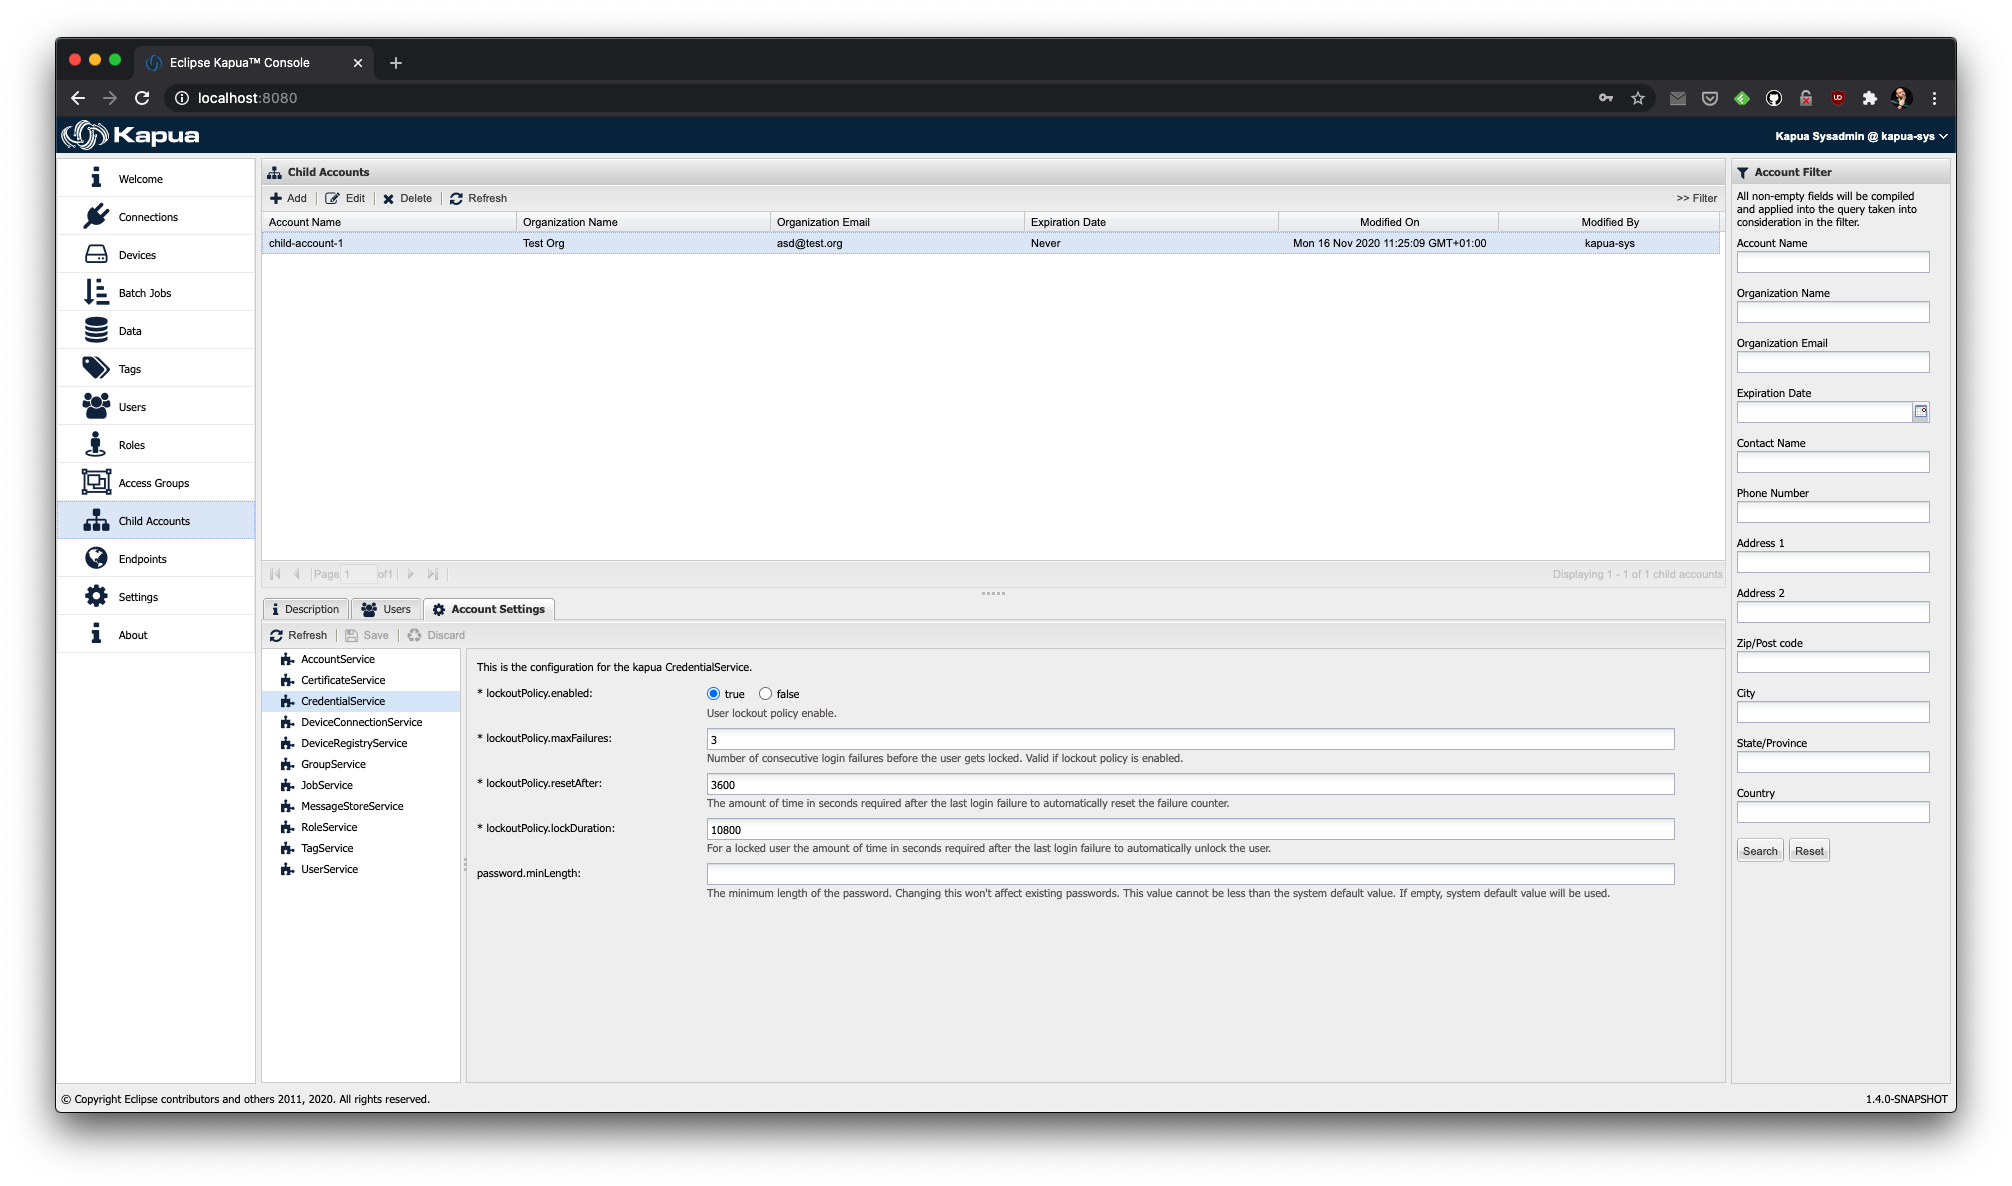 Eclipse Kapua™ Console
localhost:8080
Kapua
Kapua Sysadmin @ kapua-sys
Welcome
Connections
Devices
Batch Jobs
Data
Tags
Users
Roles
Access Groups
Child Accounts
Endpoints
Settings
About
Child Accounts
Add Edit Delete Refresh >> Filter
Account Name Organization Name Organization Email Expiration Date Modified On Modified By
child-account-1 Test Org asd@test.org Never Mon 16 Nov 2020 11:25:09 GMT+01:00 kapua-sys
Page 1 of1 Displaying 1 - 1 of 1 child accounts
Description Users Account Settings
Refresh Save Discard
AccountService
CertificateService
CredentialService
DeviceConnectionService
DeviceRegistryService
GroupService
JobService
MessageStoreService
RoleService
TagService
UserService
This is the configuration for the kapua CredentialService.
* lockoutPolicy.enabled: true false
User lockout policy enable.
* lockoutPolicy.maxFailures: 3
Number of consecutive login failures before the user gets locked. Valid if lockout policy is enabled.
* lockoutPolicy.resetAfter: 3600
The amount of time in seconds required after the last login failure to automatically reset the failure counter.
* lockoutPolicy.lockDuration: 10800
For a locked user the amount of time in seconds required after the last login failure to automatically unlock the user.
password.minLength:
The minimum length of the password. Changing this won't affect existing passwords. This value cannot be less than the system default value. If empty, system default value will be used.
Account Filter
All non-empty fields will be compiled
and applied into the query taken into
consideration in the filter.
Account Name
Organization Name
Organization Email
Expiration Date
Contact Name
Phone Number
Address 1
Address 2
Zip/Post code
City
State/Province
Country
Search Reset
© Copyright Eclipse contributors and others 2011, 2020. All rights reserved.
1.4.0-SNAPSHOT